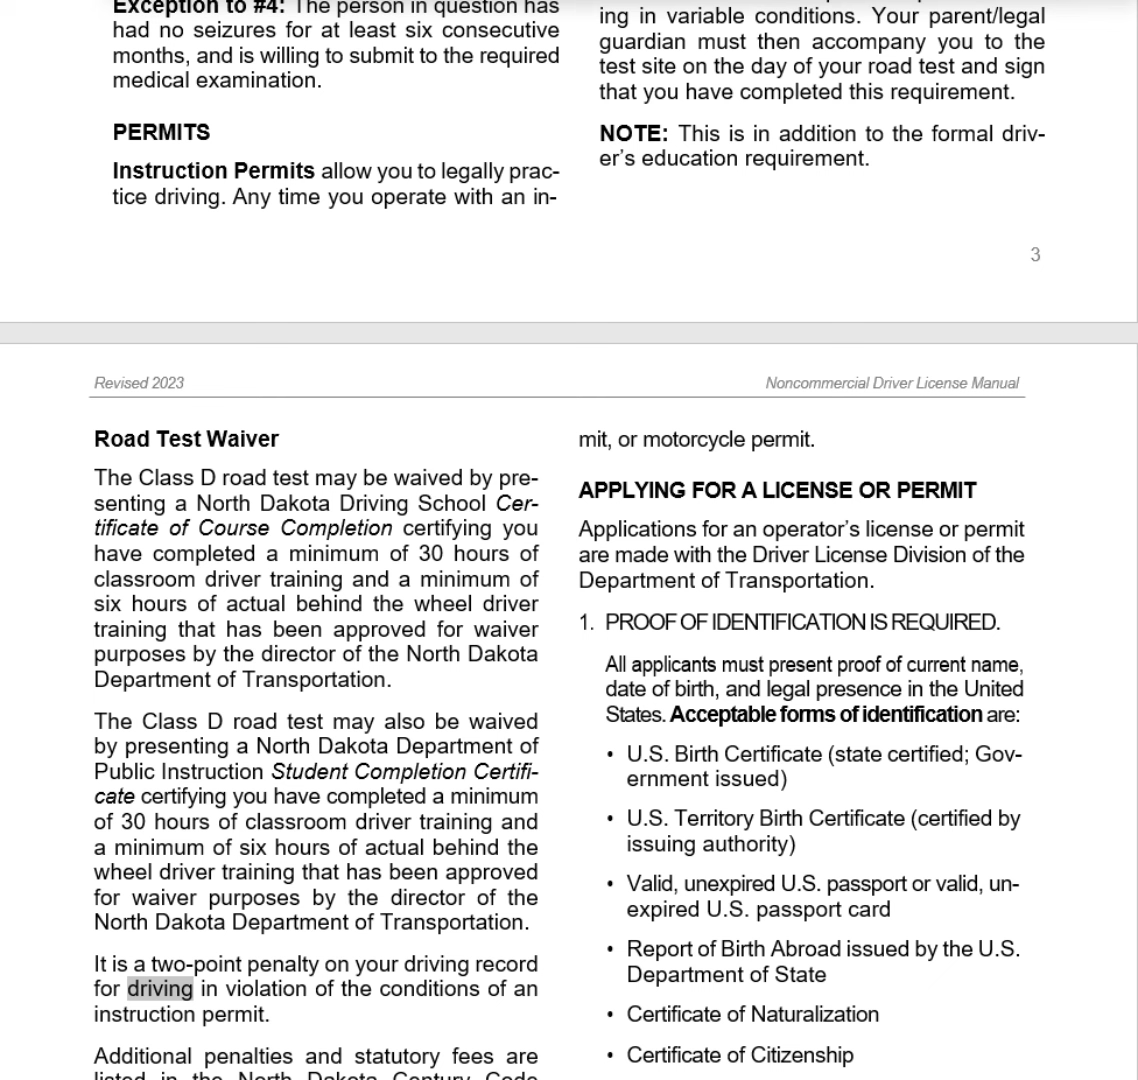 Exception to #4: The person in question has
had no seizures for at least six consecutive
months, and is willing to submit to the required
medical examination.
PERMITS
Instruction Permits allow you to legally prac-
tice driving. Any time you operate with an in-
ing in variable conditions. Your parent/legal
guardian must then accompany you to the
test site on the day of your road test and sign
that you have completed this requirement.
NOTE: This is in addition to the formal driv-
er's education requirement.
3
Revised 2023
Noncommercial Driver License Manual
Road Test Waiver
The Class D road test may be waived by pre-
senting a North Dakota Driving School Cer-
tificate of Course Completion certifying you
have completed a minimum of 30 hours of
classroom driver training and a minimum of
six hours of actual behind the wheel driver
training that has been approved for waiver
purposes by the director of the North Dakota
Department of Transportation.
The Class D road test may also be waived
by presenting a North Dakota Department of
Public Instruction Student Completion Certifi-
cate certifying you have completed a minimum
of 30 hours of classroom driver training and
a minimum of six hours of actual behind the
wheel driver training that has been approved
for waiver purposes by the director of the
North Dakota Department of Transportation.
It is a two-point penalty on your driving record
for driving in violation of the conditions of an
instruction permit.
Additional penalties and statutory fees are
listed in the North Dakota Century Code
mit, or motorcycle permit.
APPLYING FOR A LICENSE OR PERMIT
Applications for an operator's license or permit
are made with the Driver License Division of the
Department of Transportation.
1. PROOF OF IDENTIFICATION IS REQUIRED.
All applicants must present proof of current name,
date of birth, and legal presence in the United
States. Acceptable forms of identification are:
• U.S. Birth Certificate (state certified; Gov-
ernment issued)
• U.S. Territory Birth Certificate (certified by
issuing authority)
• Valid, unexpired U.S. passport or valid, un-
expired U.S. passport card
• Report of Birth Abroad issued by the U.S.
Department of State
• Certificate of Naturalization
• Certificate of Citizenship